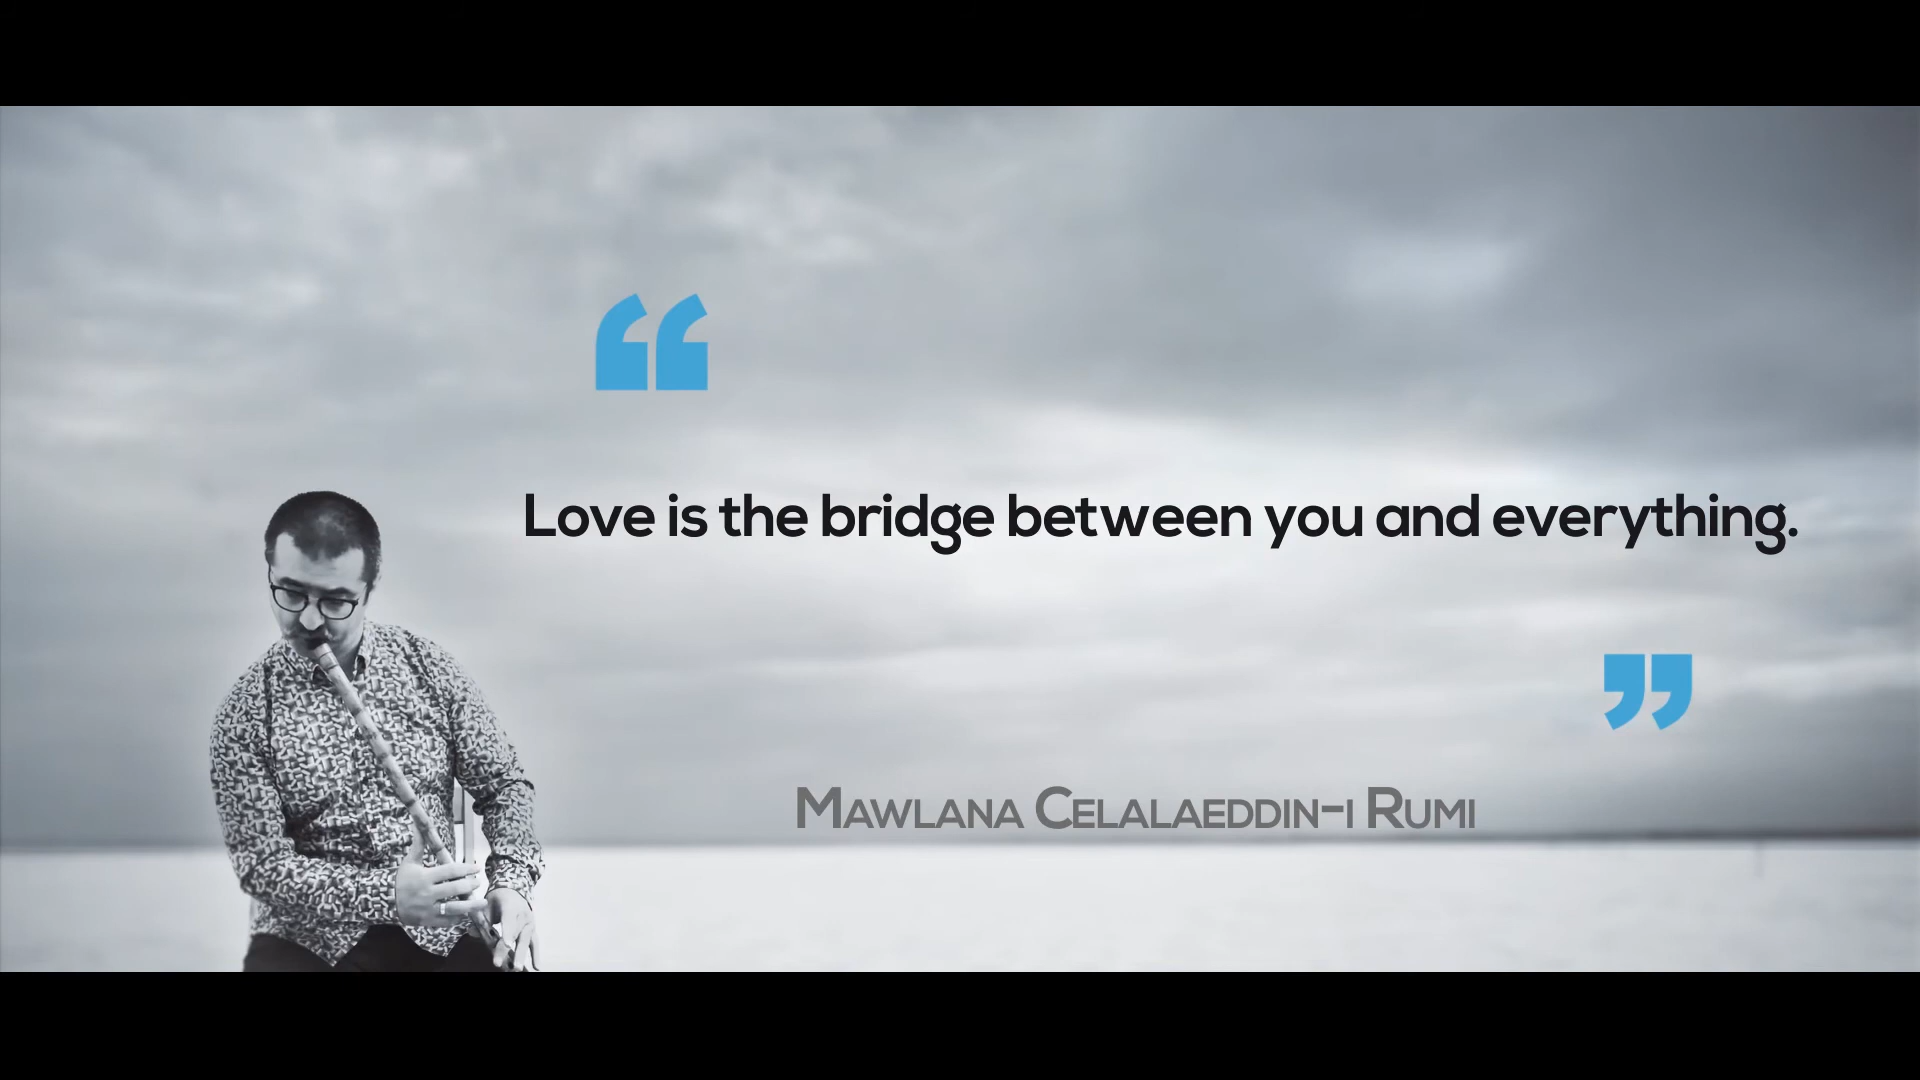 “
Love is the bridge between you and everything.
”
Mawlana Celalaeddin-i Rumi